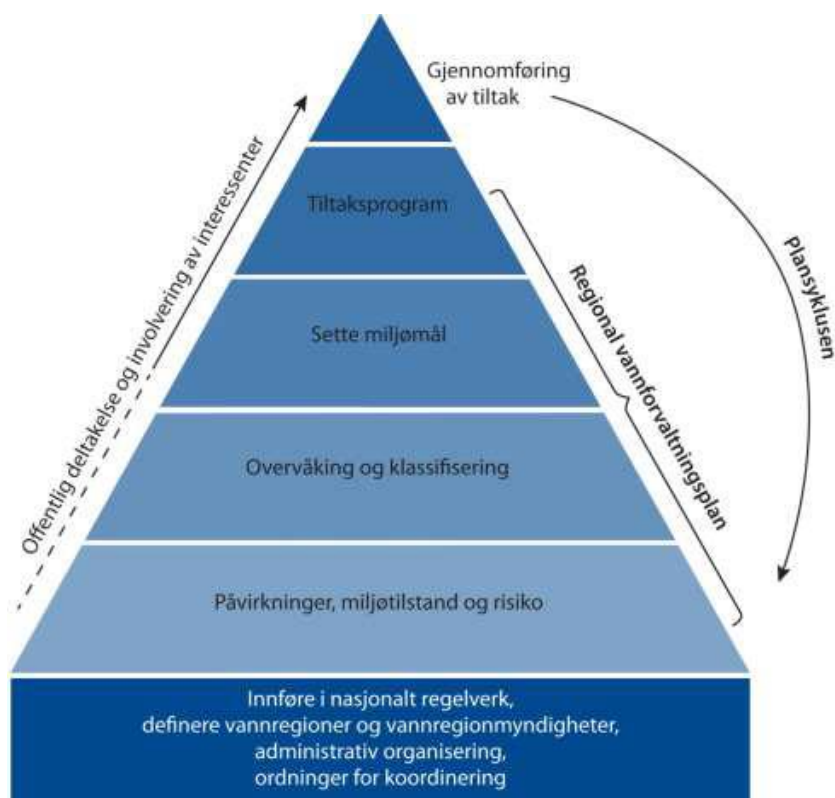 Gjennomføring
av tiltak
Tiltaksprogram
Sette miljømål
Overvåking og klassifisering
Påvirkninger, miljøtilstand og risiko
Innføre i nasjonalt regelverk,
definere vannregioner og vannregionmyndigheter,
administrativ organisering,
ordninger for koordinering
Offentlig deltakelse og involvering av interessenter
Regional vannforvaltningsplan
Plansyklusen